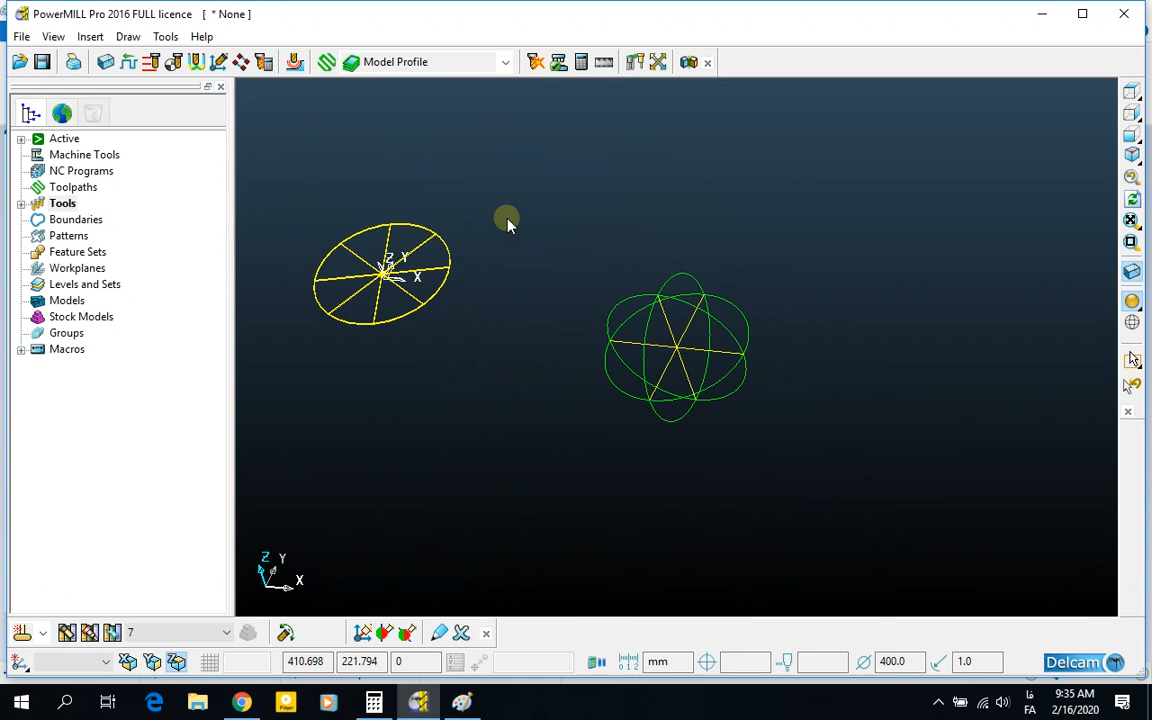 PowerMILL Pro 2016 FULL licence    [ * None ]
File View Insert Draw Tools Help
Model Profile
Active
Machine Tools
NC Programs
Toolpaths
Tools
Boundaries
Patterns
Feature Sets
Workplanes
Levels and Sets
Models
Stock Models
Groups
Macros
Z Y
X
Z Y
X
7
410.698 221.794 0 mm 400.0 1.0 Delcam
فا 9:35 AM
FA 2/16/2020